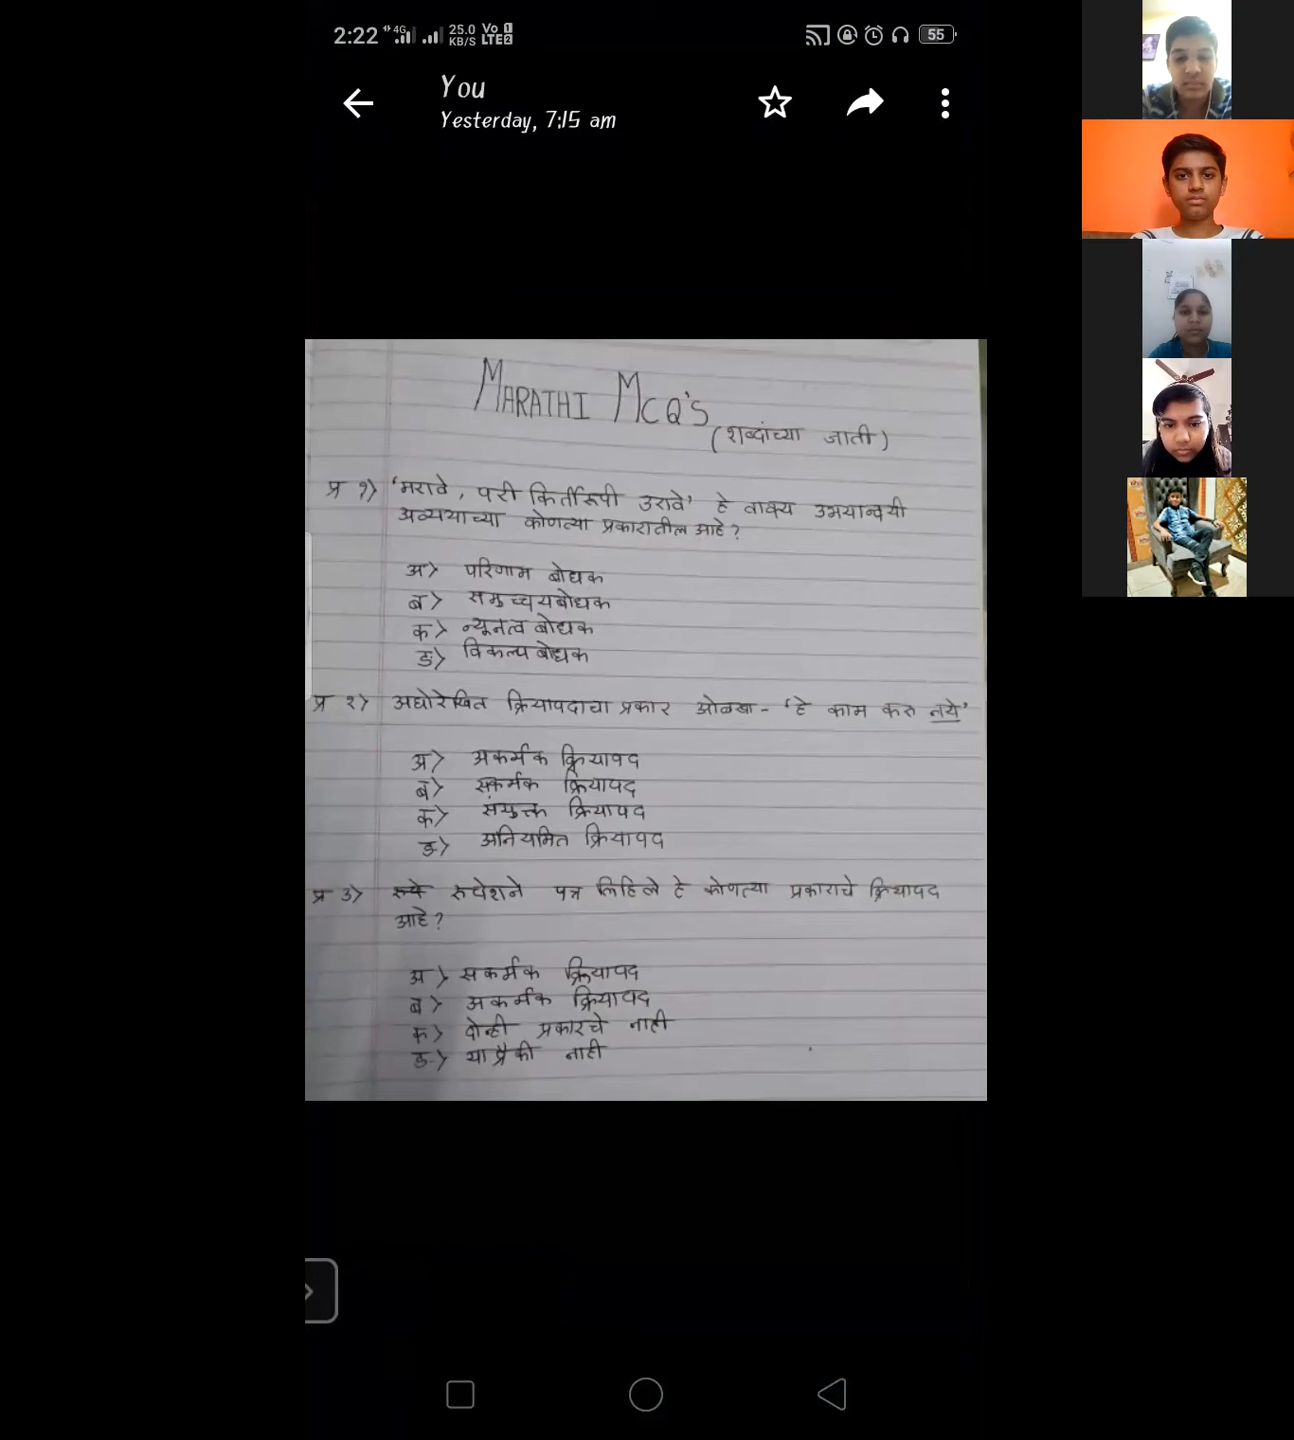 2:22 4G 25.0 KB/S Vo LTE 1 2 55
You
Yesterday, 7:15 am
MARATHI MCQ'S
(शब्दांच्या जाती)
प्र १) 'मरावे, परी किर्तीरूपी उरावे' हे वाक्य उभयान्वयी
अव्ययाच्या कोणत्या प्रकारातील आहे?
अ) परिणाम बोधक
ब) समुच्चयबोधक
क) न्यूनत्व बोधक
ड) विकल्प बोधक
प्र २) अधोरेखित क्रियापदाचा प्रकार ओळखा - 'हे काम करु नये'
अ) अकर्मक क्रियापद
ब) सकर्मक क्रियापद
क) संयुक्त क्रियापद
ड) अनियमित क्रियापद
प्र ३) रुपेशने पत्र लिहिले हे कोणत्या प्रकाराचे क्रियापद
आहे?
अ) सकर्मक क्रियापद
ब) अकर्मक क्रियापद
क) दोन्ही प्रकारचे नाही
ड) यापैकी नाही